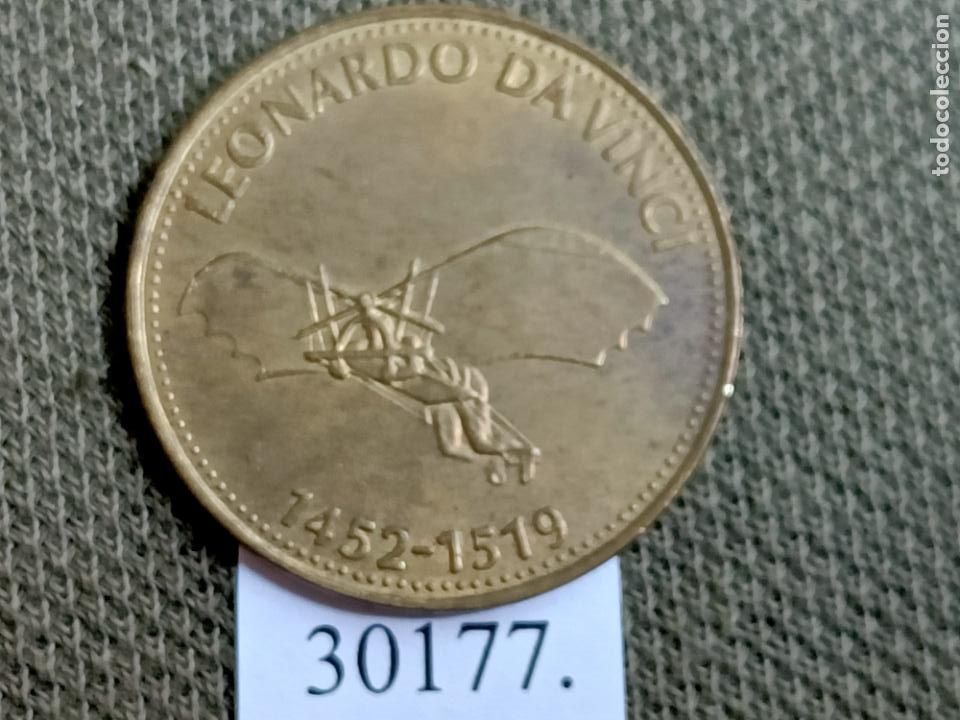 LEONARDO DA VINCI
1452-1519
30177.
todocoleccion